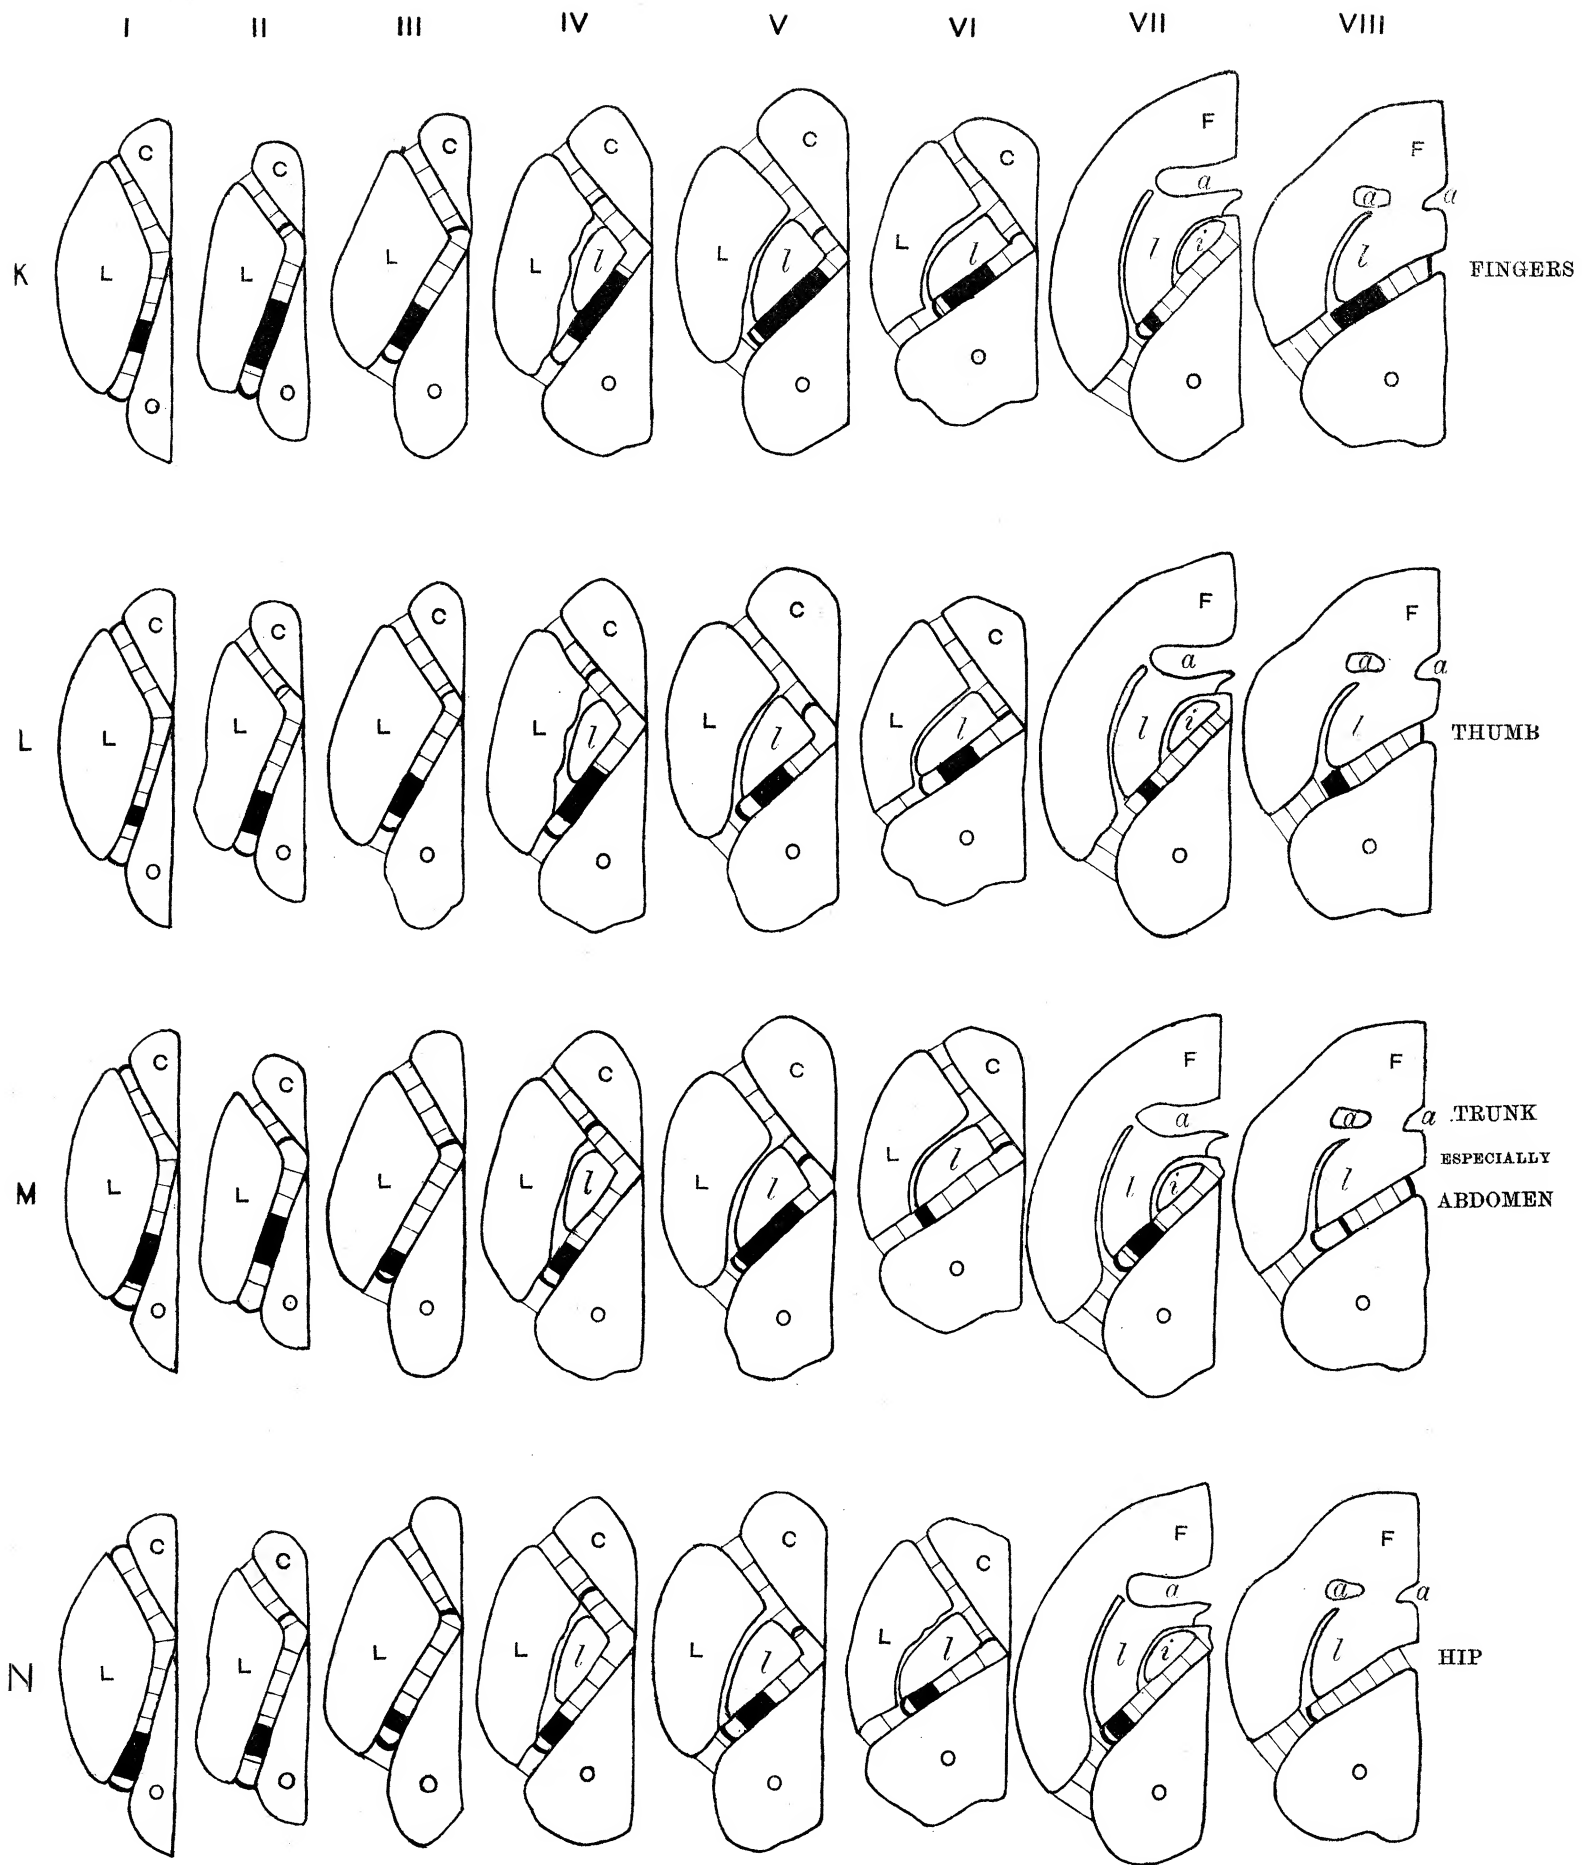 I II III IV V VI VII VIII
C C C C C C F F
a a a
L L L L l L l L l l i l
K FINGERS
O O O O O O O O
C C C C C C F F
a a a
L L L L l L l L l l i l
L THUMB
O O O O O O O O
C C C C C F F
a a a .TRUNK
ESPECIALLY
L L L L l L l L l l i l
M ABDOMEN
O O O O O O O O
C C C C C F F
a a a
L L L L l L l L l l i l
N HIP
O O O O O O O O